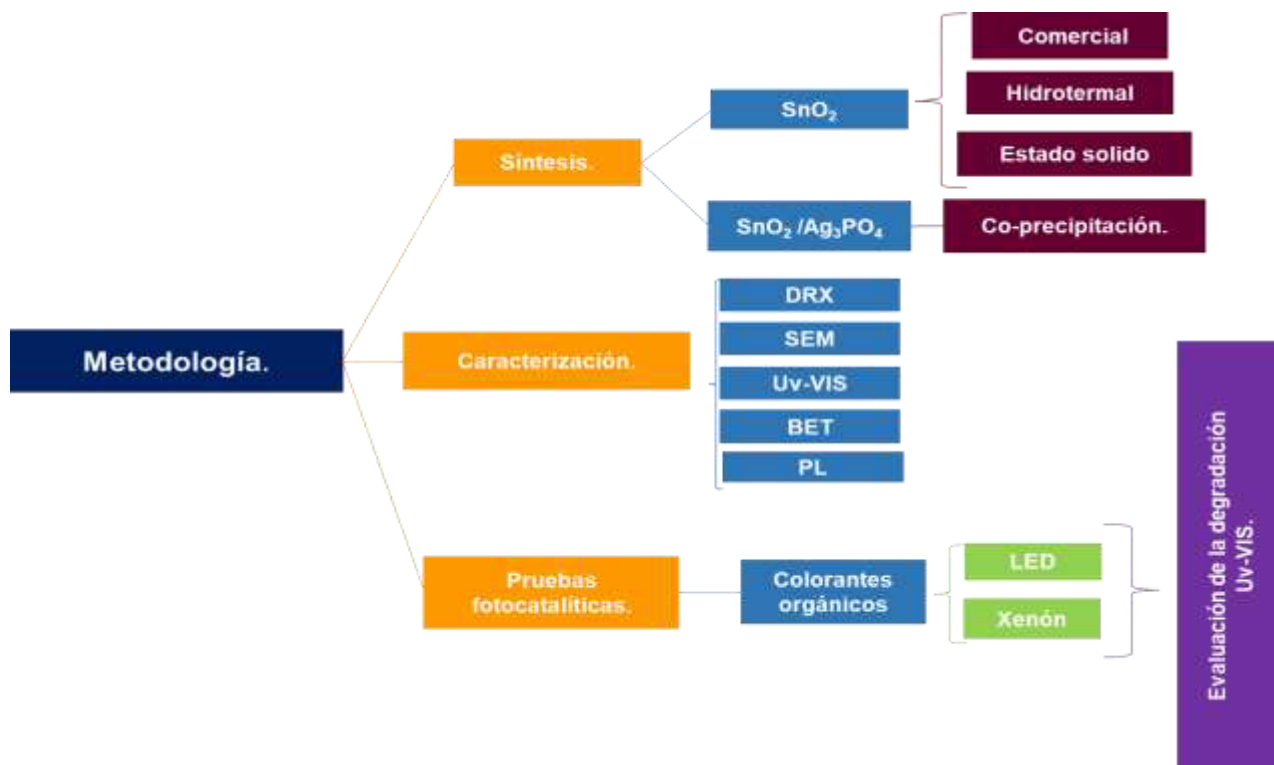 Metodología.
Síntesis.
SnO₂
Comercial
Hidrotermal
Estado solido
SnO₂ /Ag₃PO₄
Co-precipitación.
Caracterización.
DRX
SEM
Uv-VIS
BET
PL
Pruebas
fotocatalíticas.
Colorantes
orgánicos
LED
Xenón
Evaluación de la degradación
Uv-VIS.